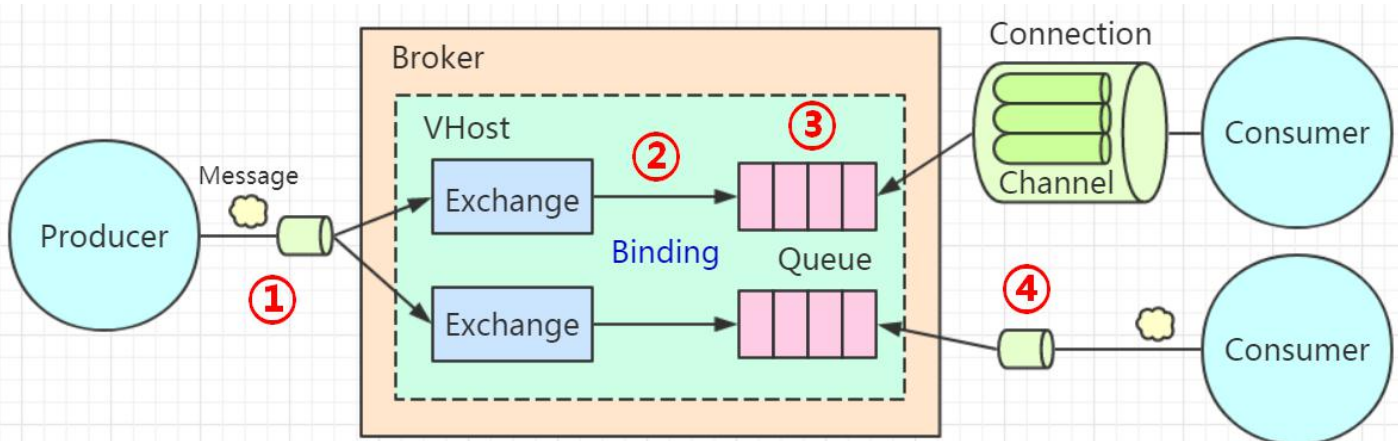 Connection
Broker
③
VHost
②
Consumer
Message
Channel
Exchange
Producer
Binding
Queue
①
④
Exchange
Consumer